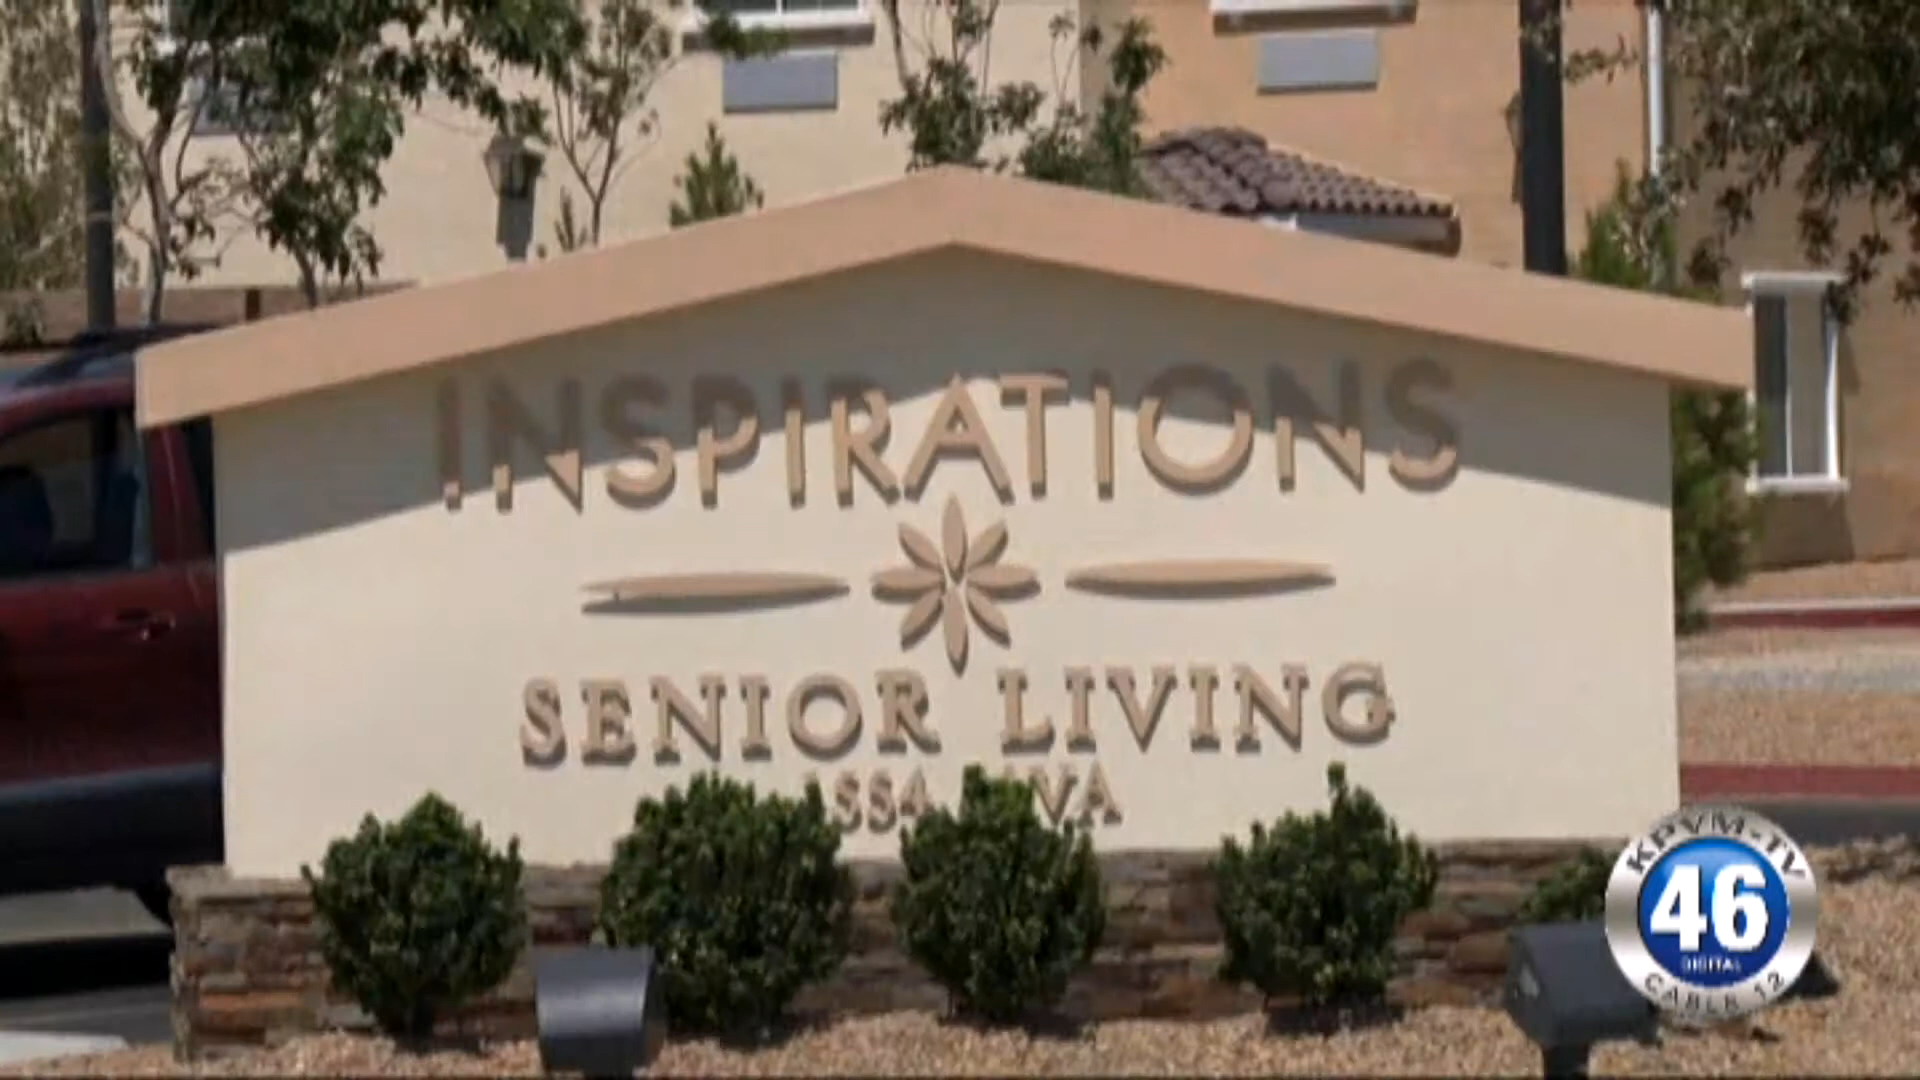 INSPIRATIONS
SENIOR LIVING
KPVM-TV
46
DIGITAL
CABLE 12